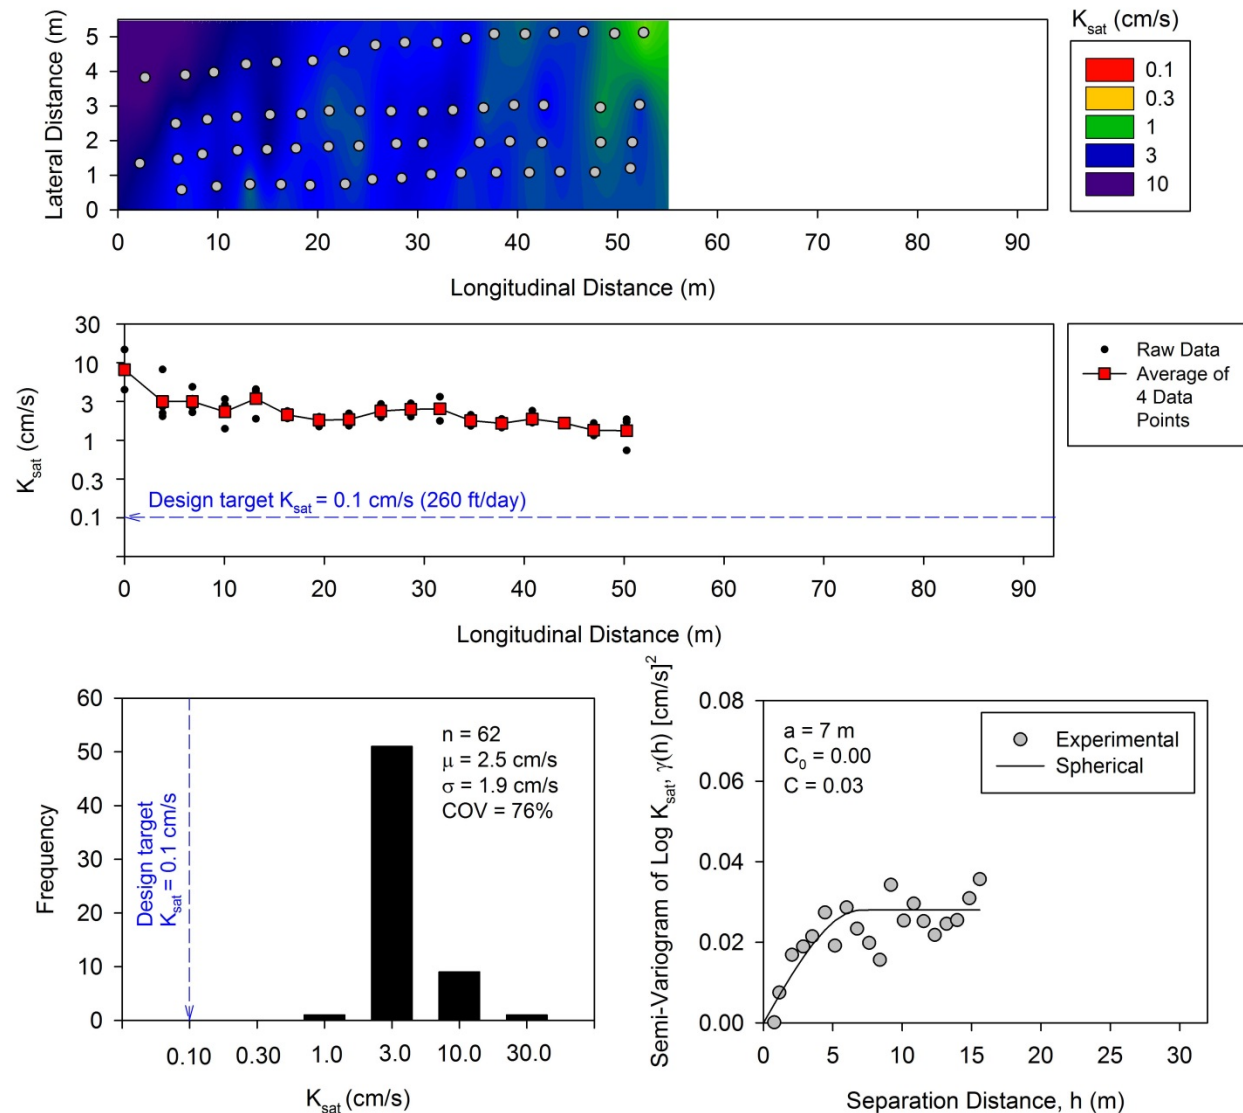 Lateral Distance (m)
5
4
3
2
1
0
0 10 20 30 40 50 60 70 80 90
Longitudinal Distance (m)
Ksat (cm/s)
0.1
0.3
1
3
10
Ksat (cm/s)
30
10
3
1
0.3
0.1
Design target Ksat = 0.1 cm/s (260 ft/day)
0 10 20 30 40 50 60 70 80 90
Longitudinal Distance (m)
Raw Data
Average of
4 Data
Points
Frequency
60
50
40
30
20
10
0
Design target
Ksat = 0.1 cm/s
n = 62
μ = 2.5 cm/s
σ = 1.9 cm/s
COV = 76%
0.10 0.30 1.0 3.0 10.0 30.0
Ksat (cm/s)
Semi-Variogram of Log Ksat, γ(h) [cm/s]²
0.08
0.06
0.04
0.02
0.00
a = 7 m
C₀ = 0.00
C = 0.03
Experimental
Spherical
0 5 10 15 20 25 30
Separation Distance, h (m)